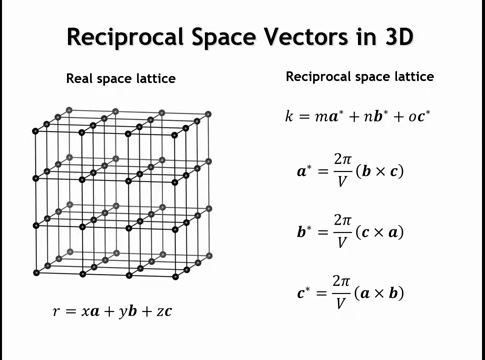 Reciprocal Space Vectors in 3D
Real space lattice
r = xa + yb + zc
Reciprocal space lattice
k = ma* + nb* + oc*
a* = 2π/V (b × c)
b* = 2π/V (c × a)
c* = 2π/V (a × b)